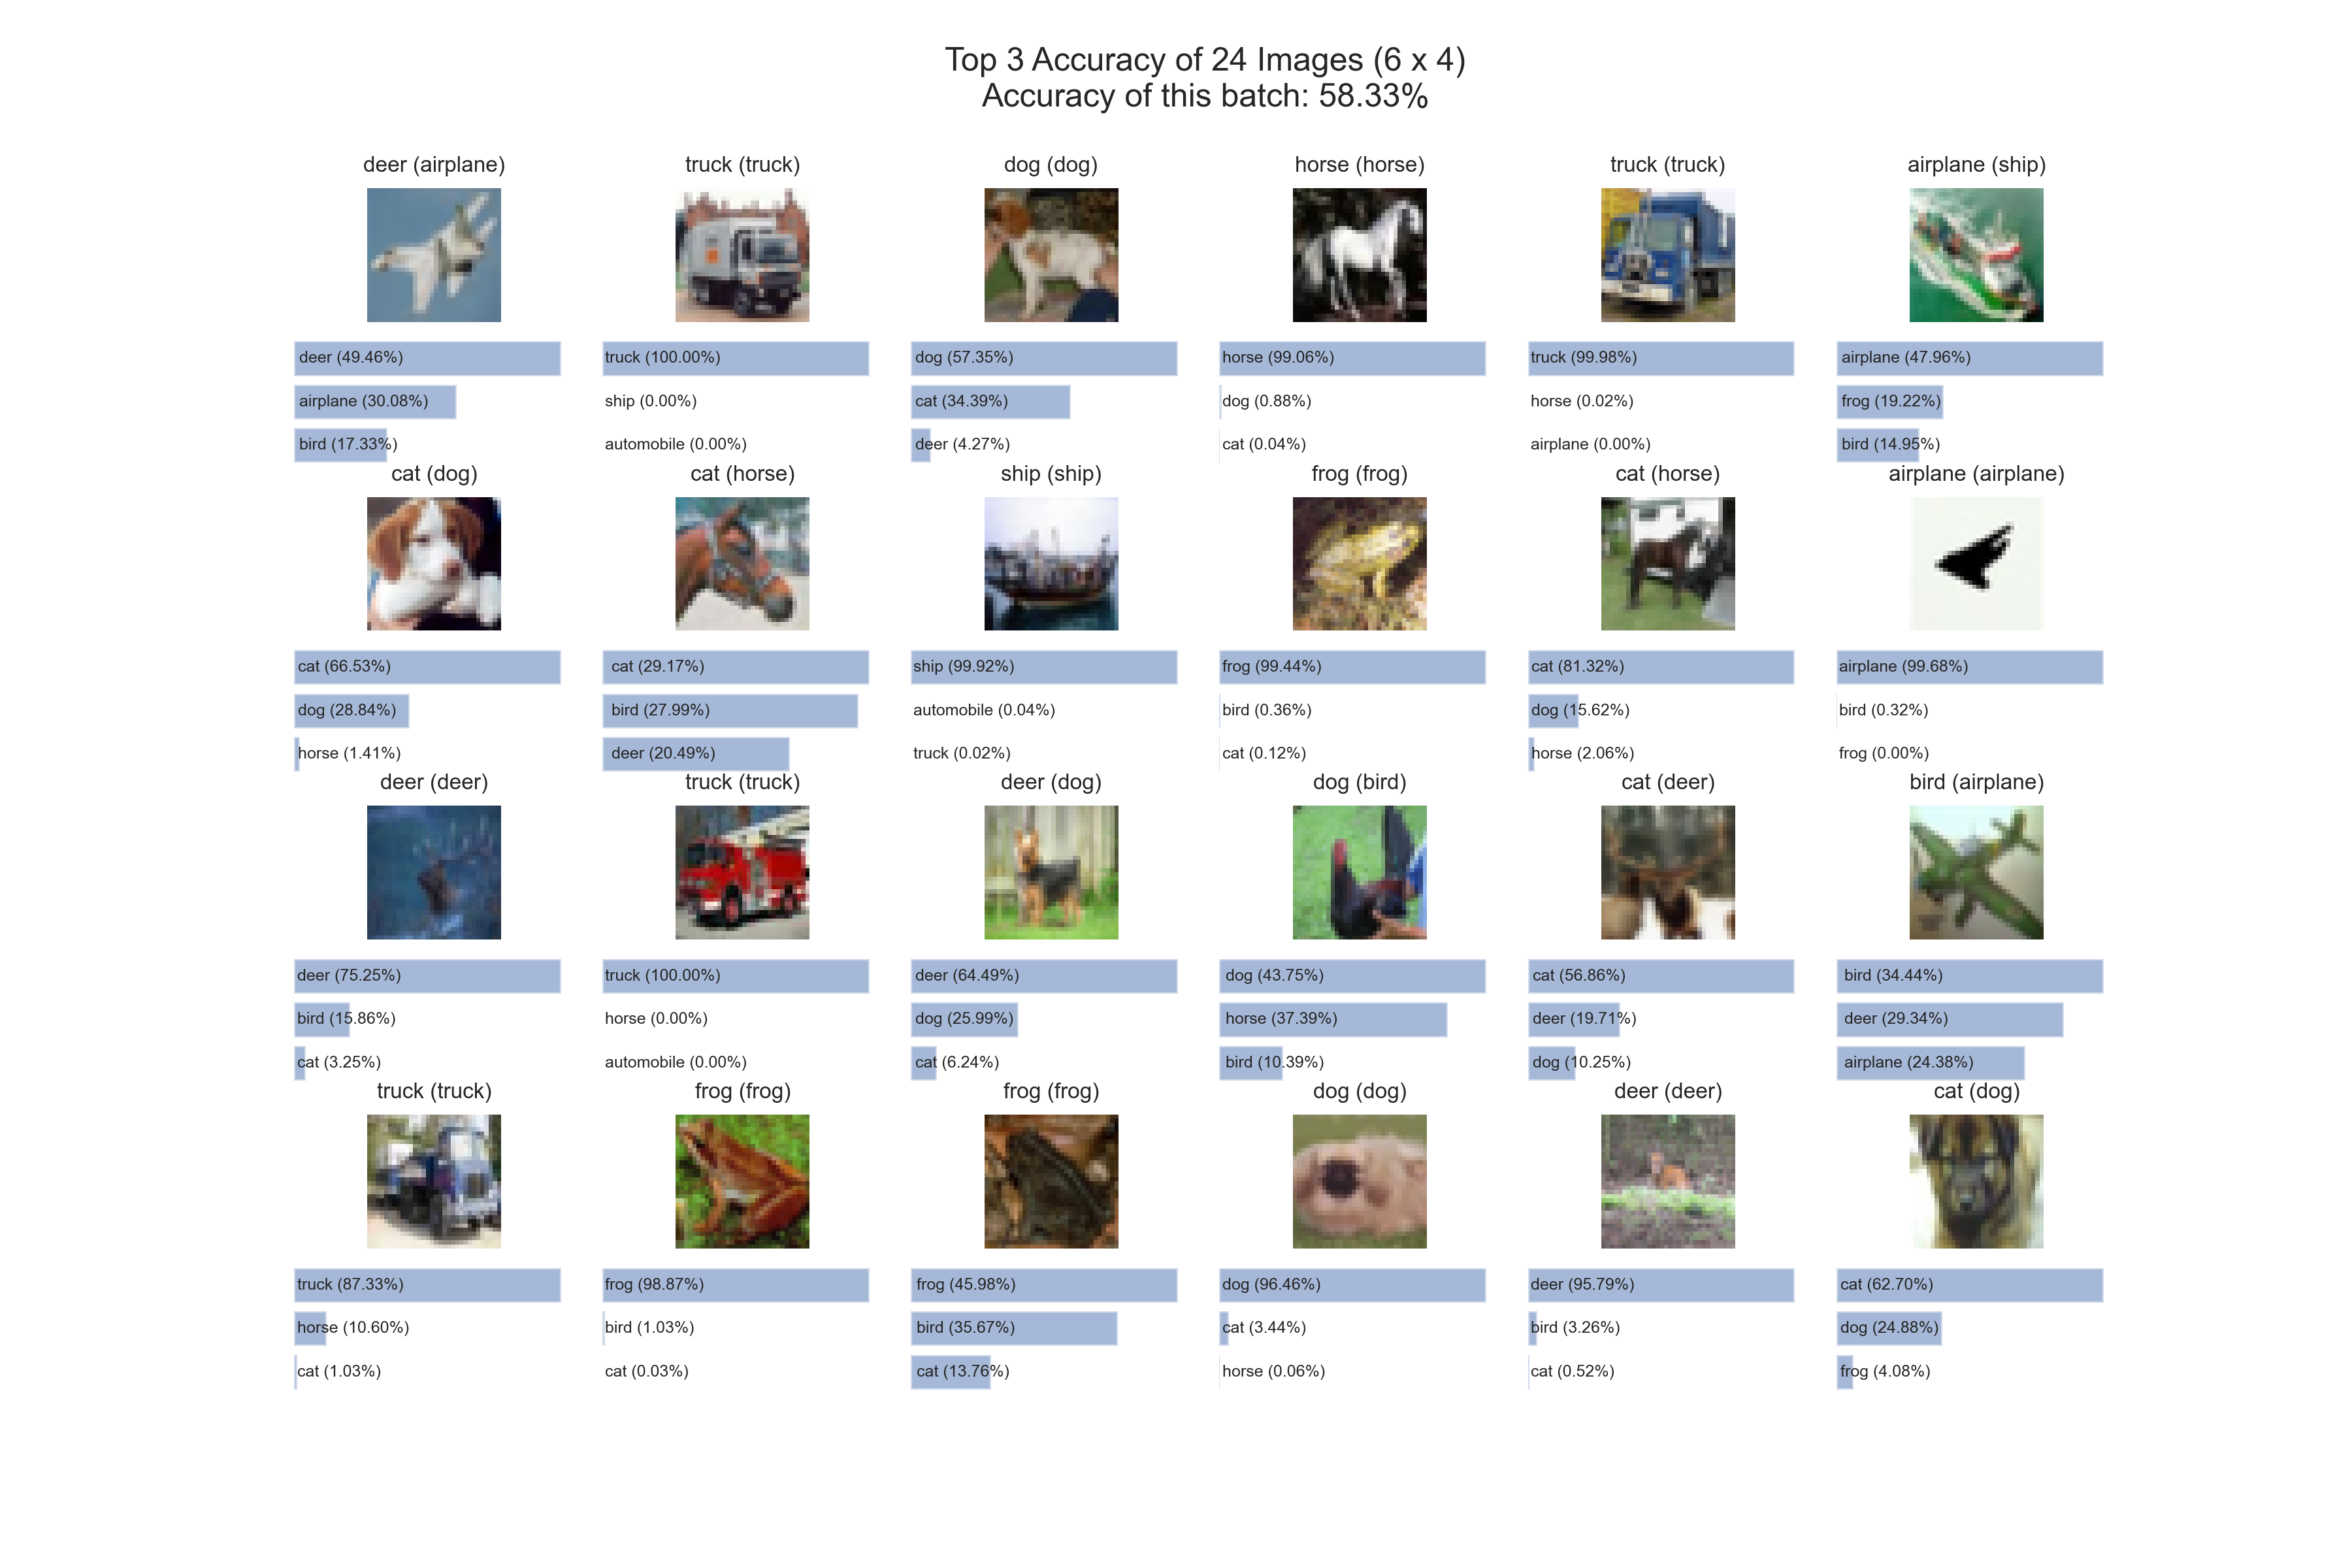 Top 3 Accuracy of 24 Images (6 x 4)
Accuracy of this batch: 58.33%
deer (airplane)
deer (49.46%)
airplane (30.08%)
bird (17.33%)
truck (truck)
truck (100.00%)
ship (0.00%)
automobile (0.00%)
dog (dog)
dog (57.35%)
cat (34.39%)
deer (4.27%)
horse (horse)
horse (99.06%)
dog (0.88%)
cat (0.04%)
truck (truck)
truck (99.98%)
horse (0.02%)
airplane (0.00%)
airplane (ship)
airplane (47.96%)
frog (19.22%)
bird (14.95%)
cat (dog)
cat (66.53%)
dog (28.84%)
horse (1.41%)
cat (horse)
cat (29.17%)
bird (27.99%)
deer (20.49%)
ship (ship)
ship (99.92%)
automobile (0.04%)
truck (0.02%)
frog (frog)
frog (99.44%)
bird (0.36%)
cat (0.12%)
cat (horse)
cat (81.32%)
dog (15.62%)
horse (2.06%)
airplane (airplane)
airplane (99.68%)
bird (0.32%)
frog (0.00%)
deer (deer)
deer (75.25%)
bird (15.86%)
cat (3.25%)
truck (truck)
truck (100.00%)
horse (0.00%)
automobile (0.00%)
deer (dog)
deer (64.49%)
dog (25.99%)
cat (6.24%)
dog (bird)
dog (43.75%)
horse (37.39%)
bird (10.39%)
cat (deer)
cat (56.86%)
deer (19.71%)
dog (10.25%)
bird (airplane)
bird (34.44%)
deer (29.34%)
airplane (24.38%)
truck (truck)
truck (87.33%)
horse (10.60%)
cat (1.03%)
frog (frog)
frog (98.87%)
bird (1.03%)
cat (0.03%)
frog (frog)
frog (45.98%)
bird (35.67%)
cat (13.76%)
dog (dog)
dog (96.46%)
cat (3.44%)
horse (0.06%)
deer (deer)
deer (95.79%)
bird (3.26%)
cat (0.52%)
cat (dog)
cat (62.70%)
dog (24.88%)
frog (4.08%)